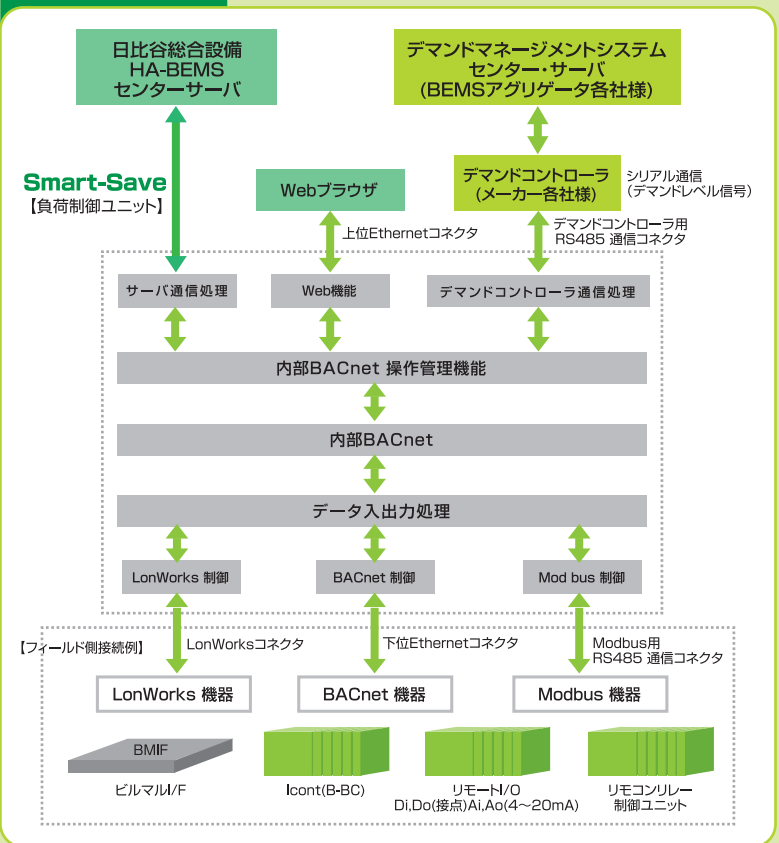 日比谷総合設備
HA-BEMS
センターサーバ
デマンドマネージメントシステム
センター・サーバ
(BEMSアグリゲータ各社様)
Smart-Save
【負荷制御ユニット】
Webブラウザ
デマンドコントローラ
(メーカー各社様)
シリアル通信
(デマンドレベル信号)
上位Ethernetコネクタ
デマンドコントローラ用
RS485 通信コネクタ
サーバ通信処理
Web機能
デマンドコントローラ通信処理
内部BACnet 操作管理機能
内部BACnet
データ入出力処理
LonWorks 制御
BACnet 制御
Mod bus 制御
【フィールド側接続例】
LonWorksコネクタ
下位Ethernetコネクタ
Modbus用
RS485 通信コネクタ
LonWorks 機器
BACnet 機器
Modbus 機器
BMIF
ビルマルI/F
Icont(B-BC)
リモートI/O
Di,Do(接点)Ai,Ao(4～20mA)
リモコンリレー
制御ユニット